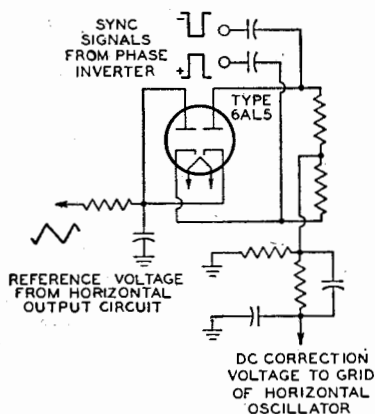 SYNC
SIGNALS
FROM PHASE
INVERTER
−
+
TYPE
6AL5
REFERENCE VOLTAGE
FROM HORIZONTAL
OUTPUT CIRCUIT
DC CORRECTION
VOLTAGE TO GRID
OF HORIZONTAL
OSCILLATOR